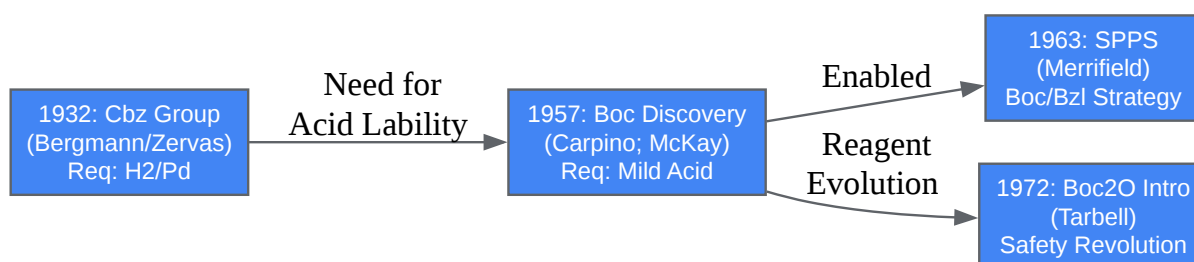 1932: Cbz Group
(Bergmann/Zervas)
Req: H2/Pd
Need for
Acid Lability
1957: Boc Discovery
(Carpino; McKay)
Req: Mild Acid
Enabled
1963: SPPS
(Merrifield)
Boc/Bzl Strategy
Reagent
Evolution
1972: Boc2O Intro
(Tarbell)
Safety Revolution